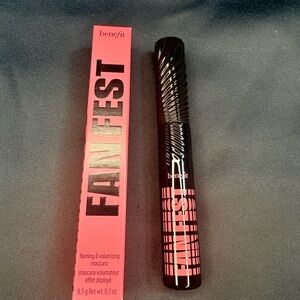 benefit
FAN FEST
fanning & volumizing
mascara
mascara volumateur
effet déployé
8.5 g Net wt. 0.3 oz.
benefit
FAN FEST